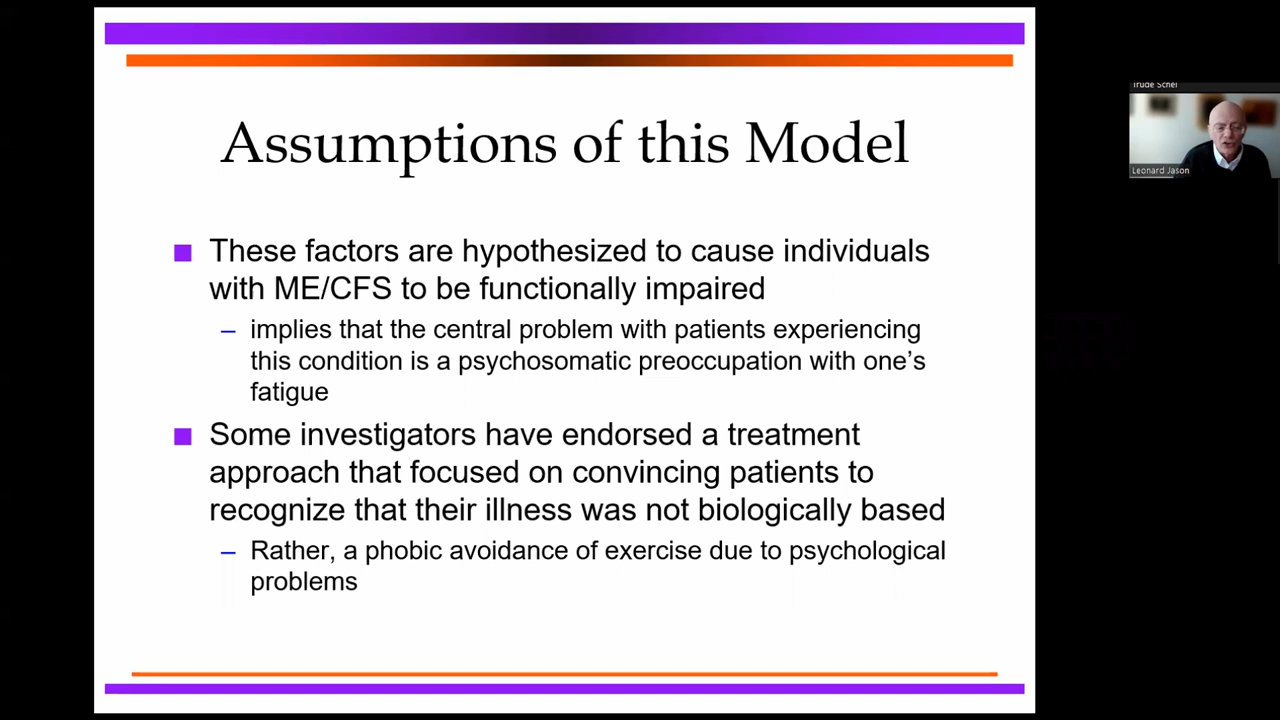 Assumptions of this Model
These factors are hypothesized to cause individuals
with ME/CFS to be functionally impaired
– implies that the central problem with patients experiencing
this condition is a psychosomatic preoccupation with one’s
fatigue
Some investigators have endorsed a treatment
approach that focused on convincing patients to
recognize that their illness was not biologically based
– Rather, a phobic avoidance of exercise due to psychological
problems
Trude Schei
Leonard Jason